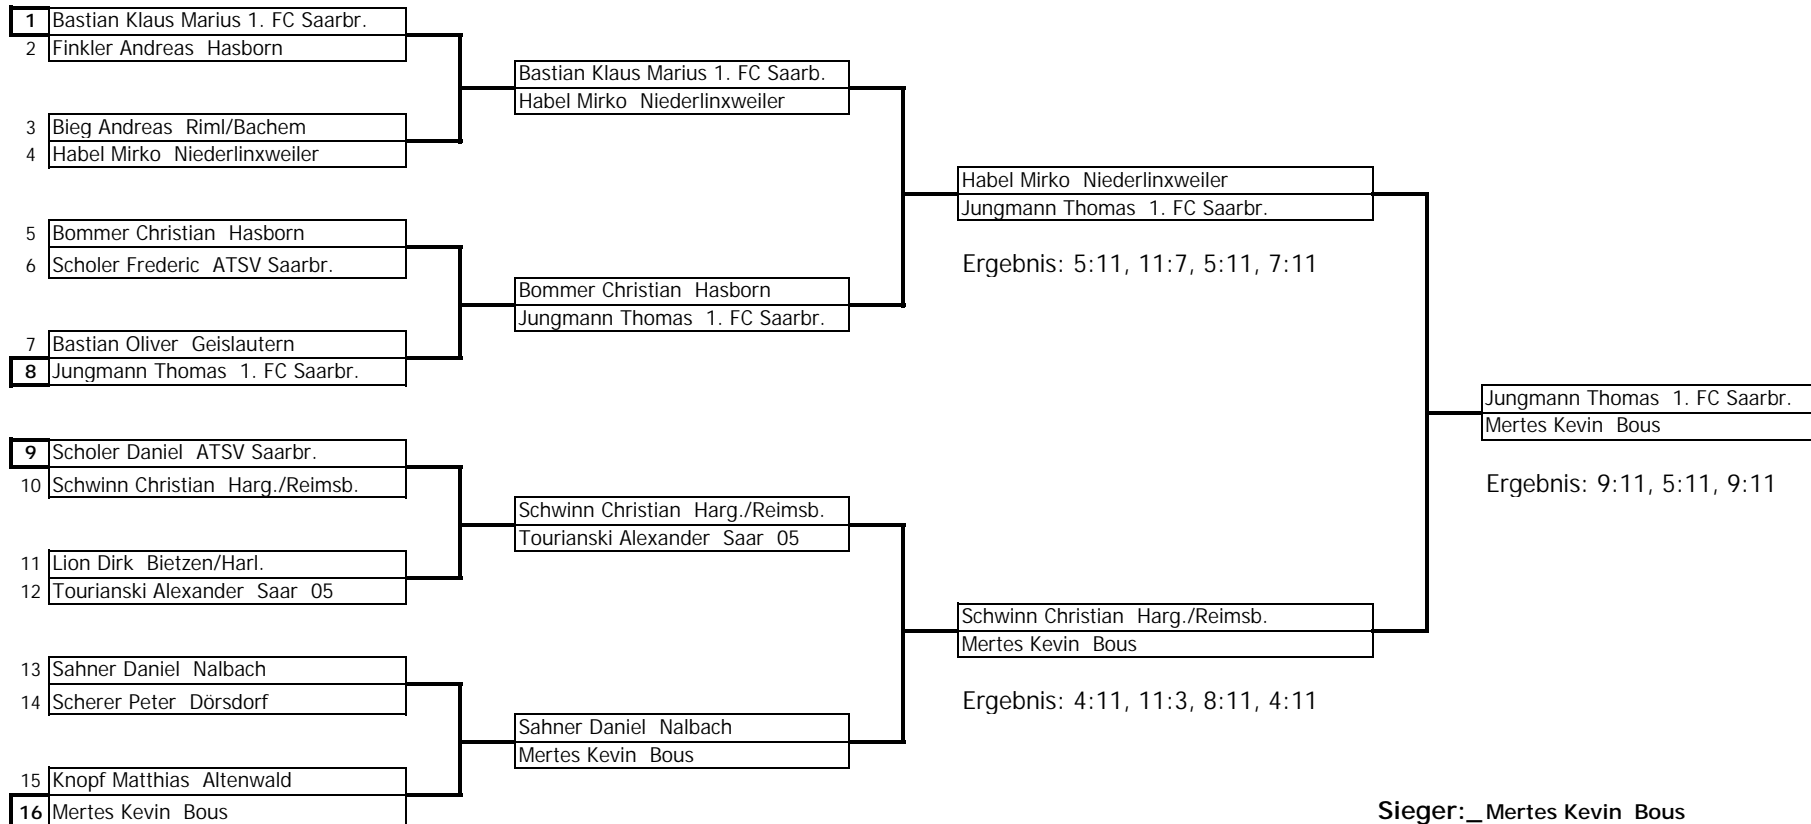 1 Bastian Klaus Marius 1. FC Saarbr.
2 Finkler Andreas Hasborn
Bastian Klaus Marius 1. FC Saarb.
Habel Mirko Niederlinxweiler
3 Bieg Andreas Riml/Bachem
4 Habel Mirko Niederlinxweiler
Habel Mirko Niederlinxweiler
Jungmann Thomas 1. FC Saarbr.
5 Bommer Christian Hasborn
6 Scholer Frederic ATSV Saarbr.
Ergebnis: 5:11, 11:7, 5:11, 7:11
Bommer Christian Hasborn
Jungmann Thomas 1. FC Saarbr.
7 Bastian Oliver Geislautern
8 Jungmann Thomas 1. FC Saarbr.
Jungmann Thomas 1. FC Saarbr.
Mertes Kevin Bous
9 Scholer Daniel ATSV Saarbr.
10 Schwinn Christian Harg./Reimsb.
Ergebnis: 9:11, 5:11, 9:11
Schwinn Christian Harg./Reimsb.
Tourianski Alexander Saar 05
11 Lion Dirk Bietzen/Harl.
12 Tourianski Alexander Saar 05
Schwinn Christian Harg./Reimsb.
Mertes Kevin Bous
13 Sahner Daniel Nalbach
14 Scherer Peter Dörsdorf
Ergebnis: 4:11, 11:3, 8:11, 4:11
Sahner Daniel Nalbach
Mertes Kevin Bous
15 Knopf Matthias Altenwald
16 Mertes Kevin Bous
Sieger:_ Mertes Kevin Bous